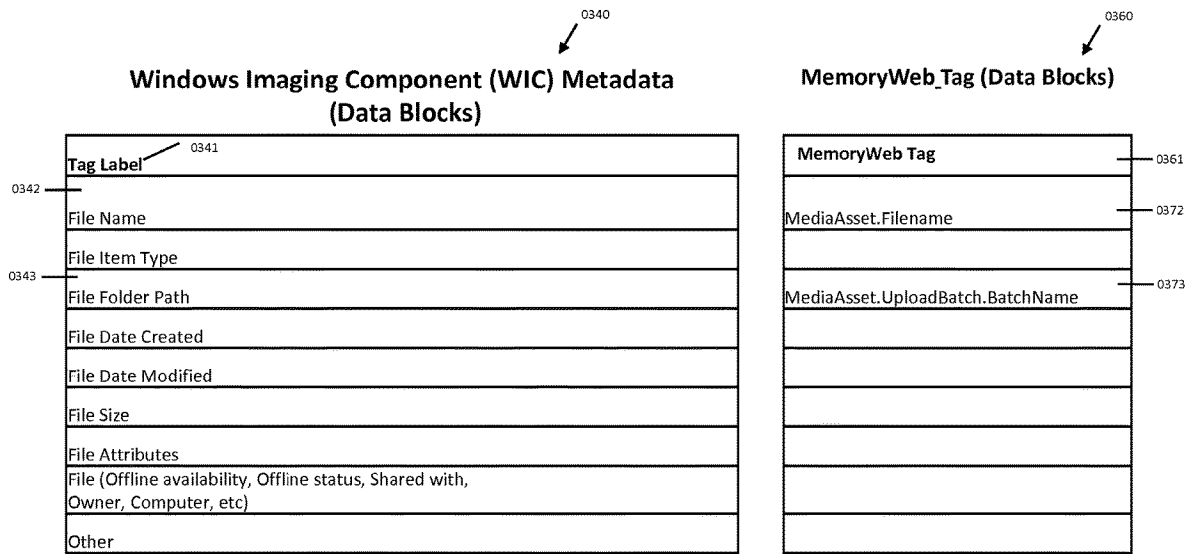 0340
0360
Windows Imaging Component (WIC) Metadata
(Data Blocks)
MemoryWeb_Tag (Data Blocks)
0341
Tag Label
MemoryWeb Tag
0361
0342
File Name
MediaAsset.Filename
0372
File Item Type
0343
File Folder Path
MediaAsset.UploadBatch.BatchName
0373
File Date Created
File Date Modified
File Size
File Attributes
File (Offline availability, Offline status, Shared with,
Owner, Computer, etc)
Other